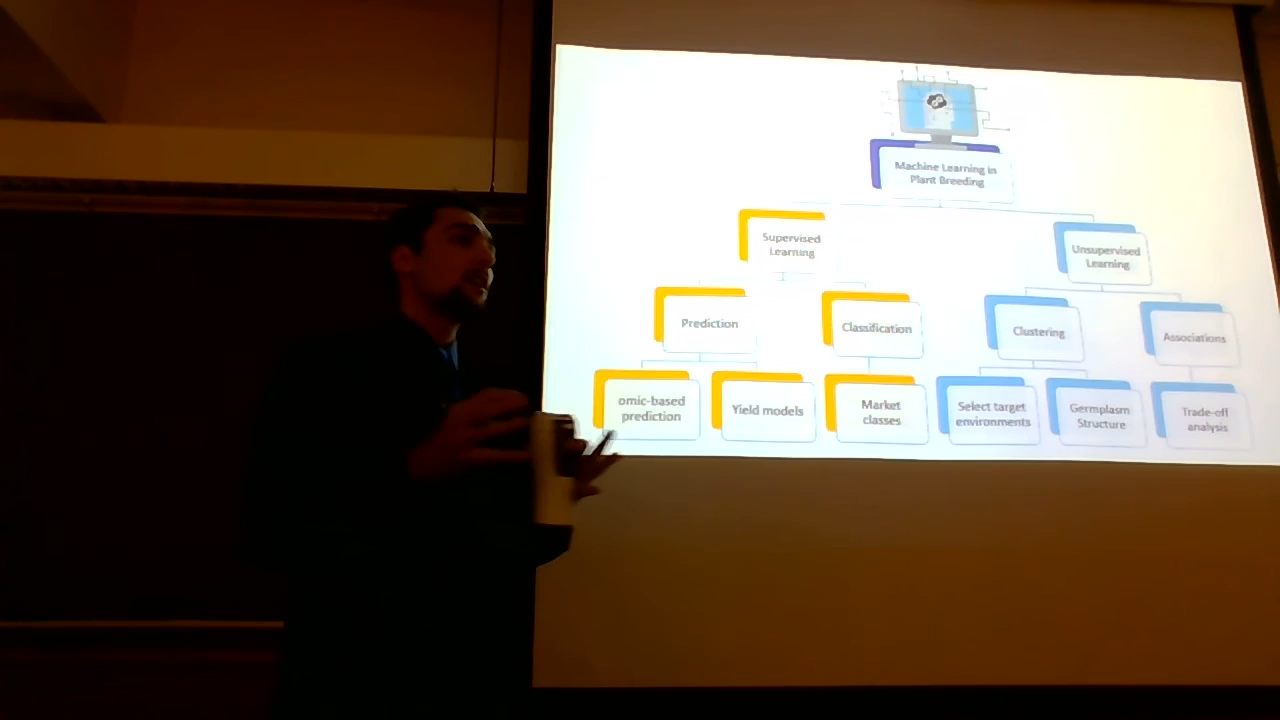 Machine Learning in
Plant Breeding
Supervised
Learning
Unsupervised
Learning
Prediction
Classification
Clustering
Associations
omic-based
prediction
Yield models
Market
classes
Select target
environments
Germplasm
Structure
Trade-off
analysis